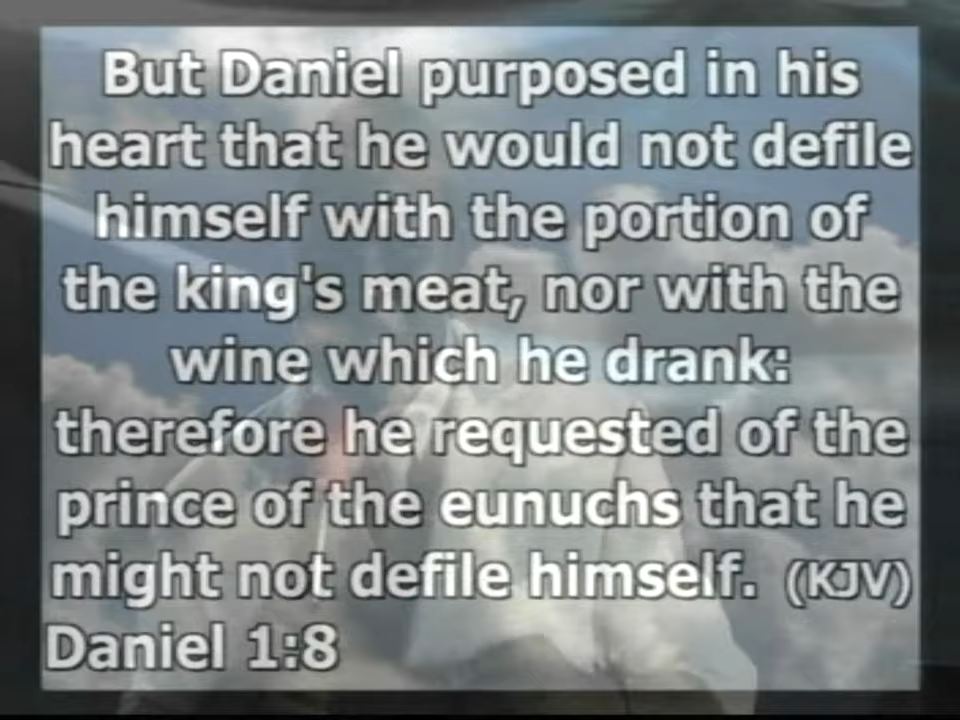 But Daniel purposed in his
heart that he would not defile
himself with the portion of
the king's meat, nor with the
wine which he drank:
therefore he requested of the
prince of the eunuchs that he
might not defile himself. (KJV)
Daniel 1:8